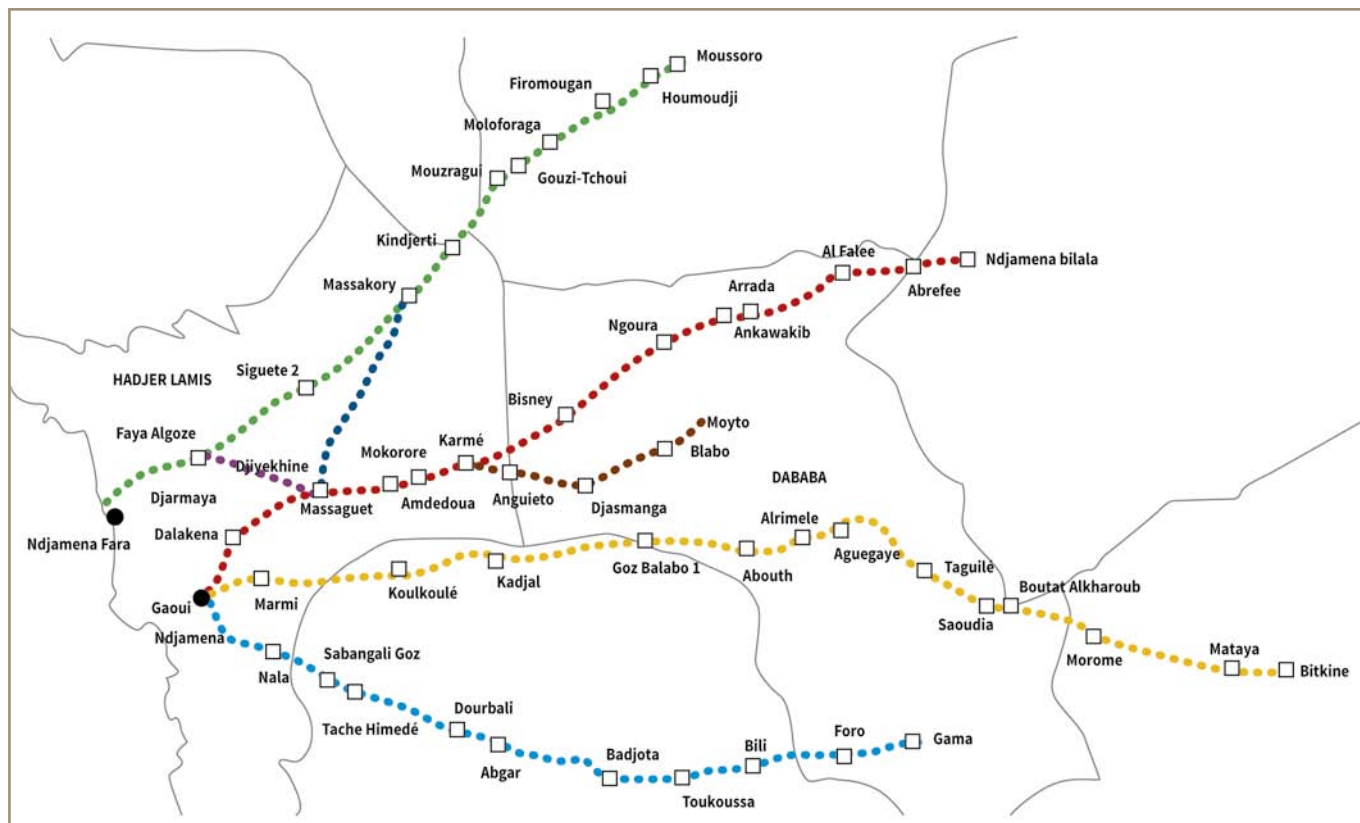 Moussoro
Firomougan
Houmoudji
Moloforaga
Mouzragui
Gouzi-Tchoui
Kindjerti
Al Falee
Ndjamena bilala
Massakory
Abrefee
Arrada
Ngoura
Ankawakib
Siguete 2
HADJER LAMIS
Bisney
Moyto
Faya Algoze
Karmé
Mokorore
Blabo
Djiyekhine
DABABA
Djarmaya
Massaguet
Amdedoua
Anguieto
Djasmanga
Alrimele
Dalakena
Ndjamena Fara
Aguegaye
Goz Balabo 1
Abouth
Taguilè
Kadjal
Boutat Alkharoub
Koulkoulé
Marmi
Gaoui
Saoudia
Ndjamena
Mataya
Sabangali Goz
Morome
Bitkine
Nala
Dourbali
Tache Himedé
Foro
Gama
Badjota
Bili
Abgar
Toukoussa